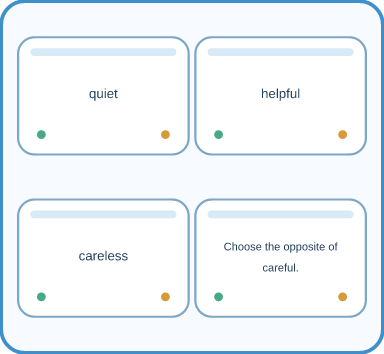 quiet
helpful
careless
Choose the opposite of
careful.